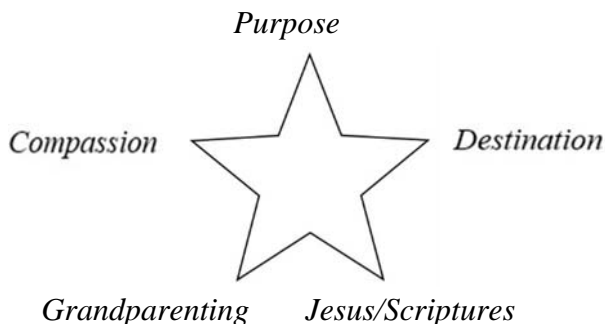 Purpose
Compassion Destination
Grandparenting Jesus/Scriptures